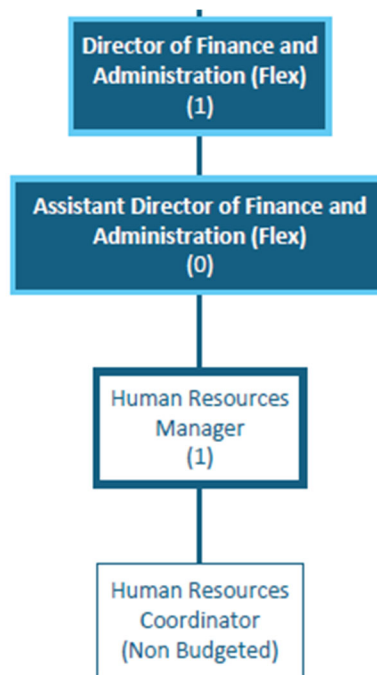 Director of Finance and
Administration (Flex)
(1)
Assistant Director of Finance and
Administration (Flex)
(0)
Human Resources
Manager
(1)
Human Resources
Coordinator
(Non Budgeted)